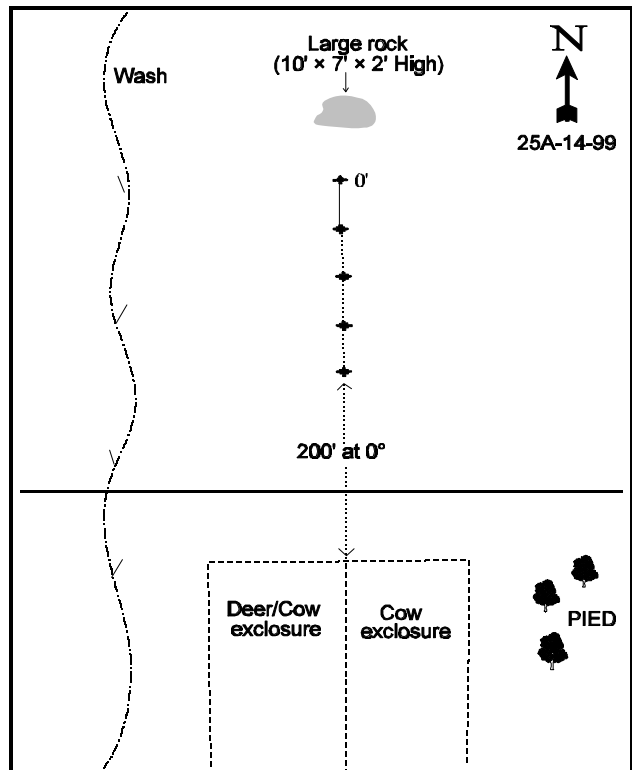 Large rock
(10' × 7' × 2' High)
N
Wash
25A-14-99
0'
200' at 0°
Deer/Cow
exclosure
Cow
exclosure
PIED